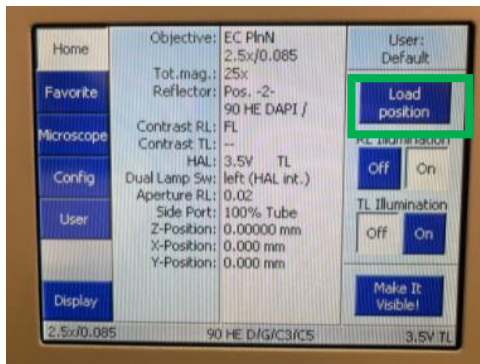 Home
Favorite
Microscope
Config
User
Display
Objective: EC PlnN
2.5x/0.085
Tot.mag.: 25x
Reflector: Pos. -2-
90 HE DAPI /
Contrast RL: FL
Contrast TL: --
HAL: 3.5V TL
Dual Lamp Sw: left (HAL int.)
Aperture RL: 0.02
Side Port: 100% Tube
Z-Position: 0.00000 mm
X-Position: 0.000 mm
Y-Position: 0.000 mm
User:
Default
Load
position
RL Illumination
Off On
TL Illumination
Off On
Make It
Visible!
2.5x/0.085 90 HE D/G/C3/C5 3.5V TL